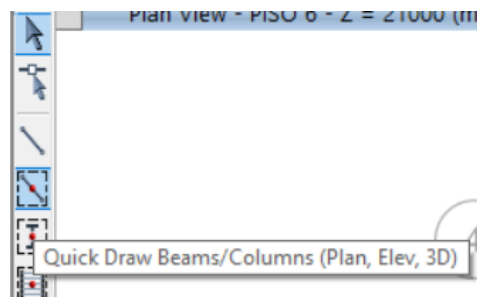 Plan View - PISO 6 - Z = 21000 (m
Quick Draw Beams/Columns (Plan, Elev, 3D)